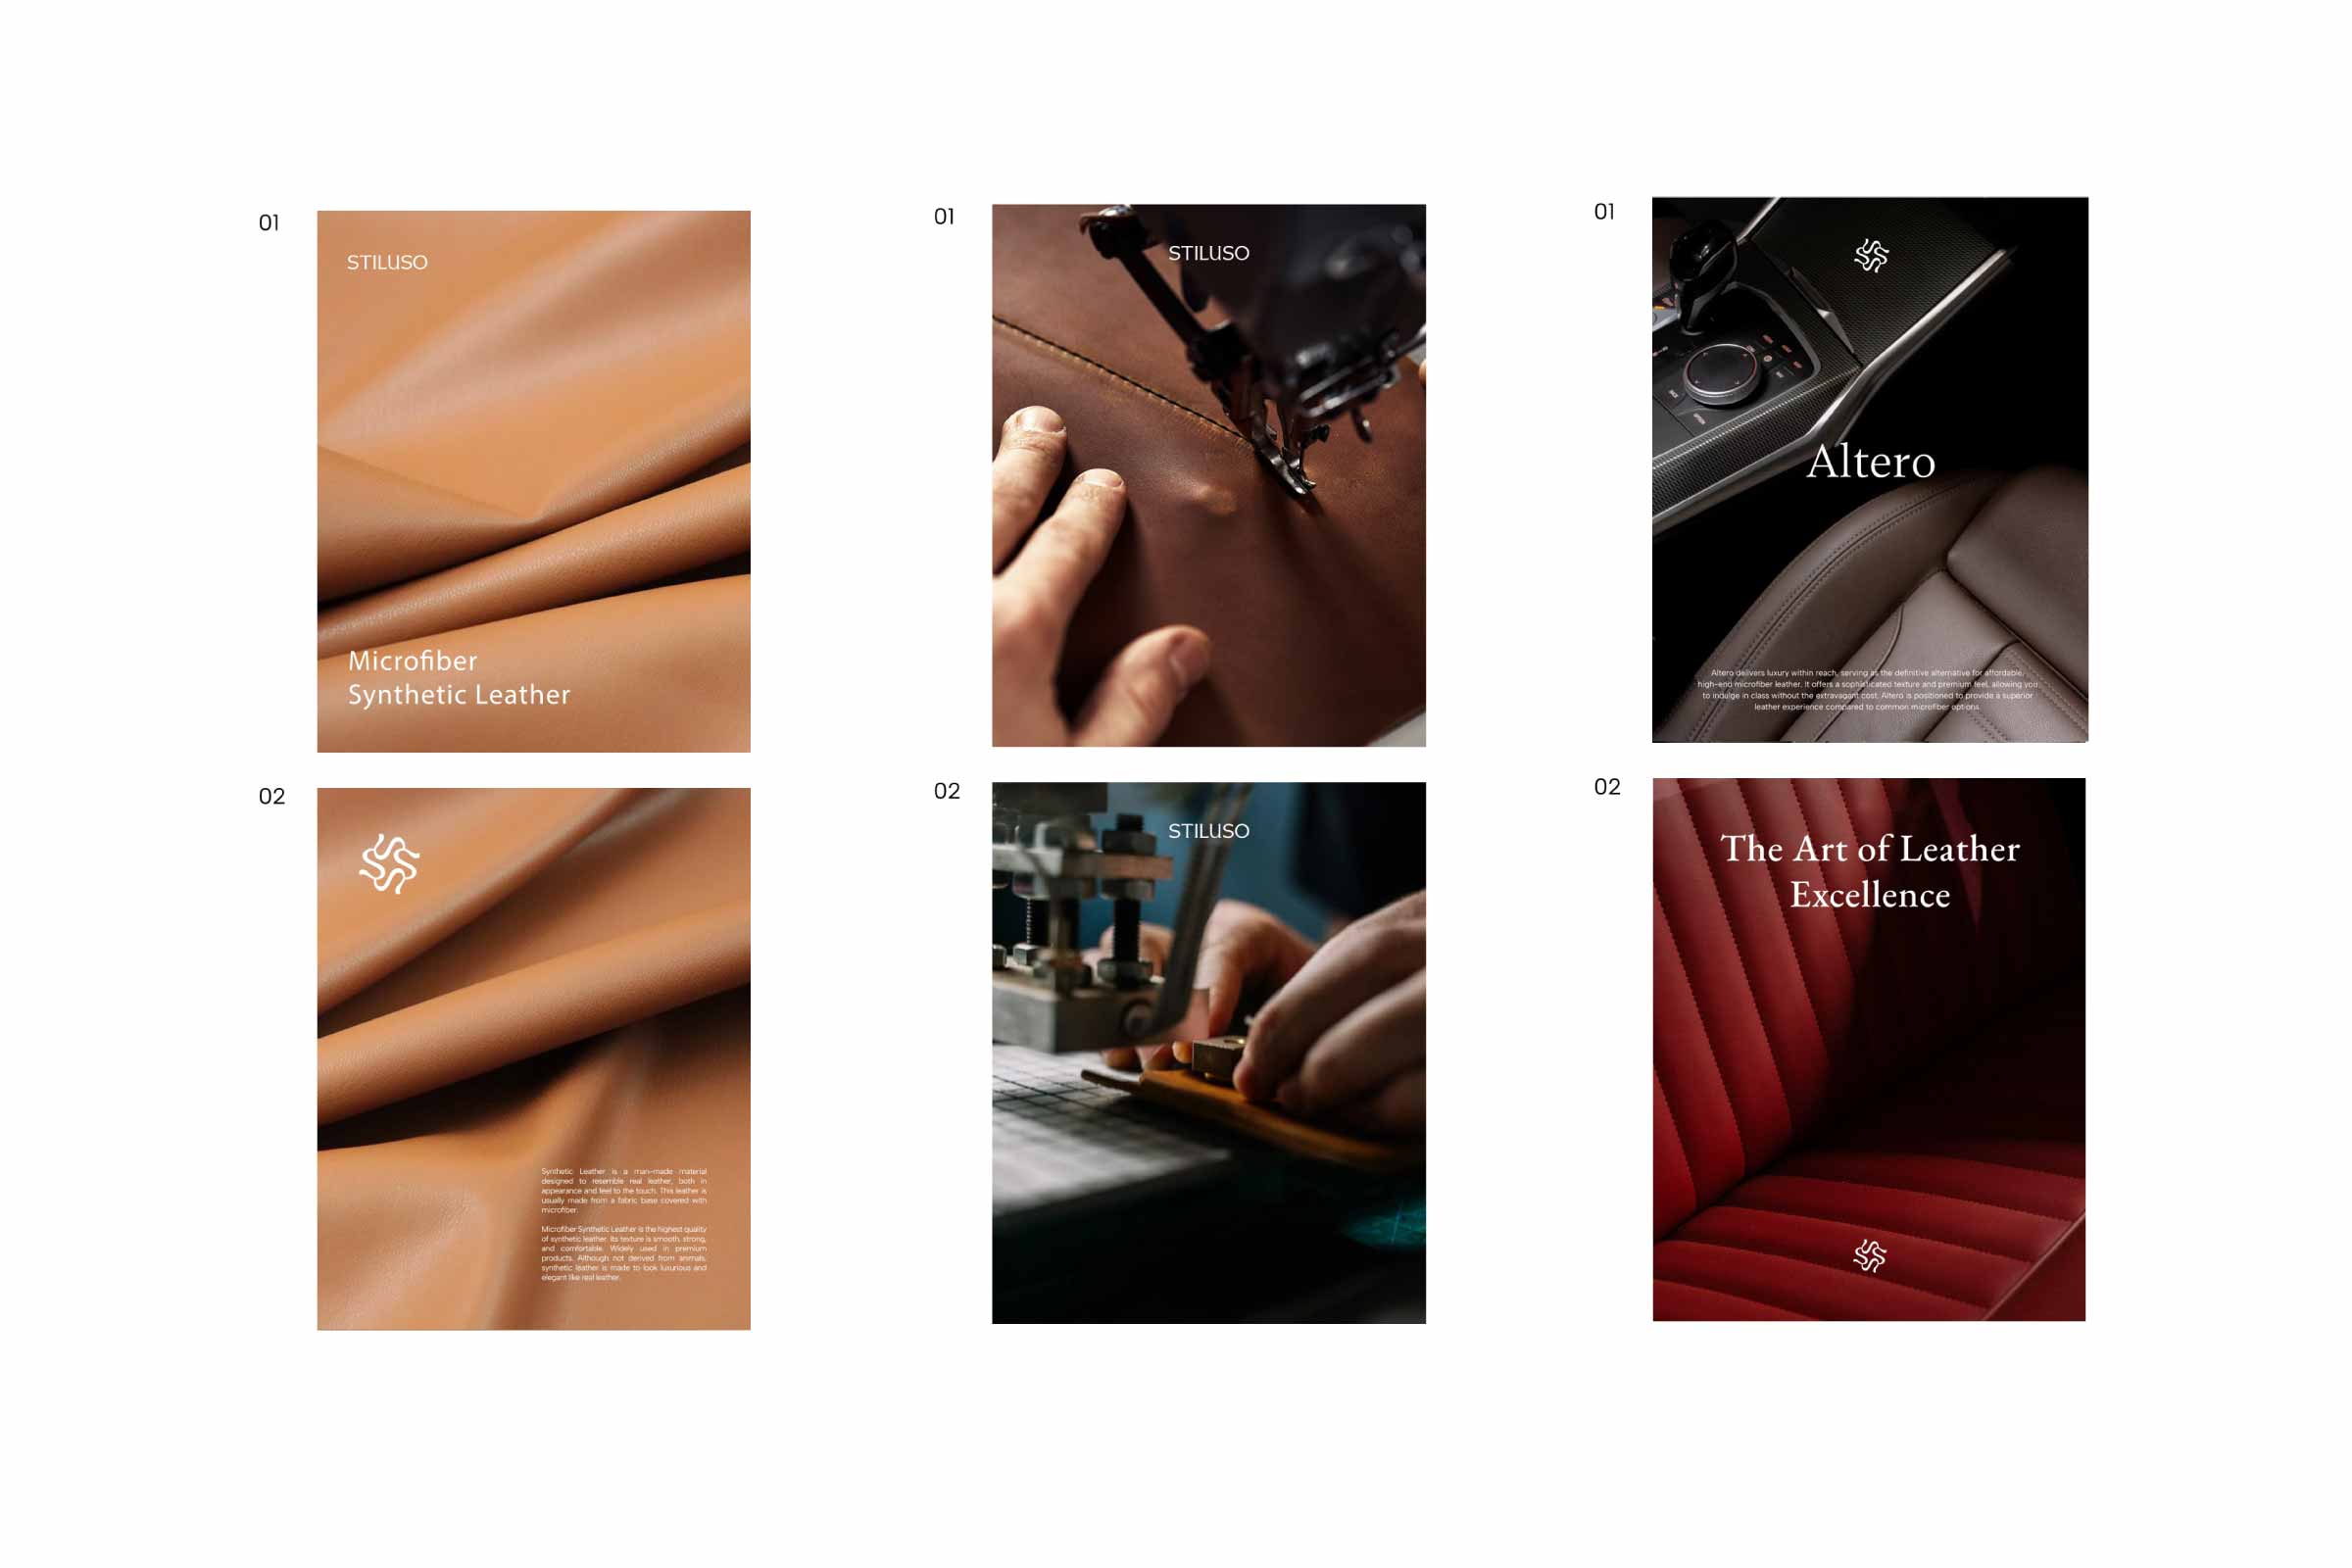 01
STILUSO
Microfiber
Synthetic Leather
02
Synthetic Leather is a man-made material
designed to resemble real leather, both in
appearance and feel to the touch. This leather is
usually made from a fabric base covered with
microfiber.
Microfiber Synthetic Leather is the highest quality
of synthetic leather. Its texture is smooth, strong,
and comfortable. Widely used in premium
products. Although not derived from animals,
synthetic leather is made to look luxurious and
elegant like real leather.
01
STILUSO
02
STILUSO
01
Altero
Altero delivers luxury within reach, serving as the definitive alternative for affordable,
high-end microfiber leather. It offers a sophisticated texture and premium feel, allowing you
to indulge in class without the extravagant cost. Altero is positioned to provide a superior
leather experience compared to common microfiber options.
02
The Art of Leather
Excellence